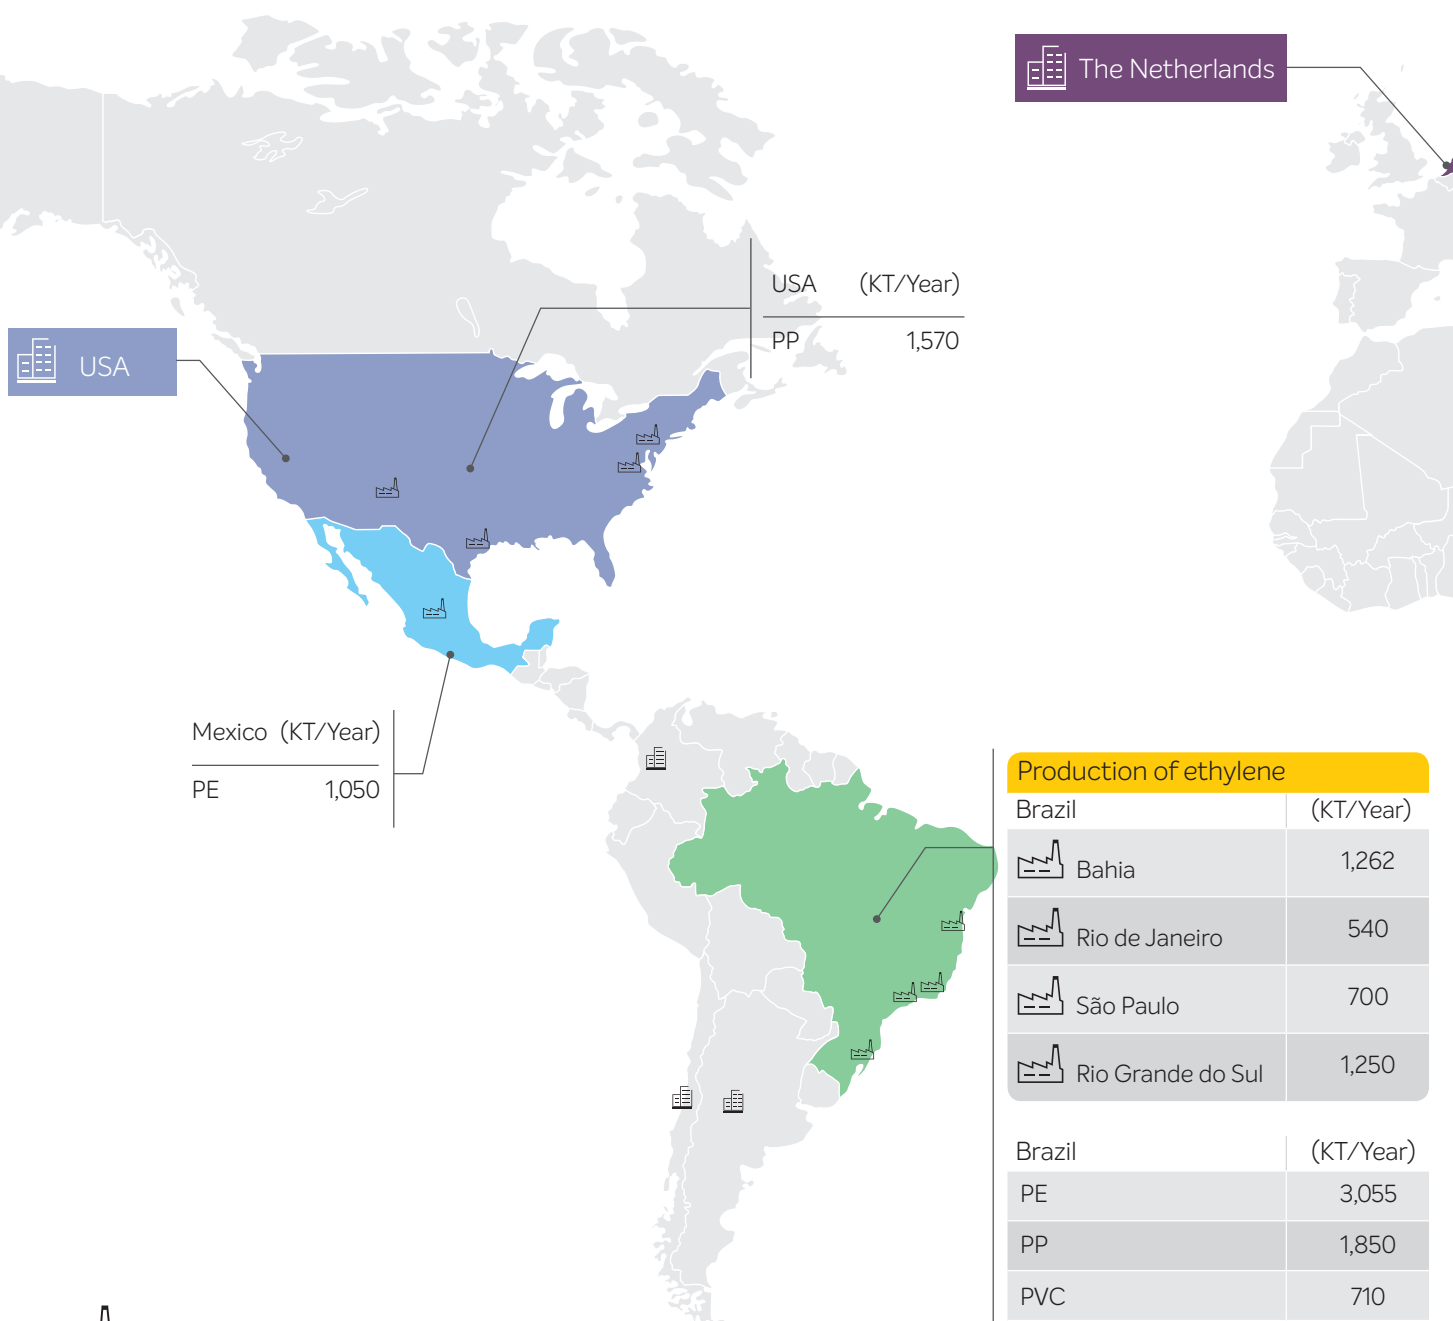 The Netherlands
USA (KT/Year)
PP 1,570
USA
Mexico (KT/Year)
PE 1,050
Production of ethylene
Brazil (KT/Year)
Bahia 1,262
Rio de Janeiro 540
São Paulo 700
Rio Grande do Sul 1,250
Brazil (KT/Year)
PE 3,055
PP 1,850
PVC 710